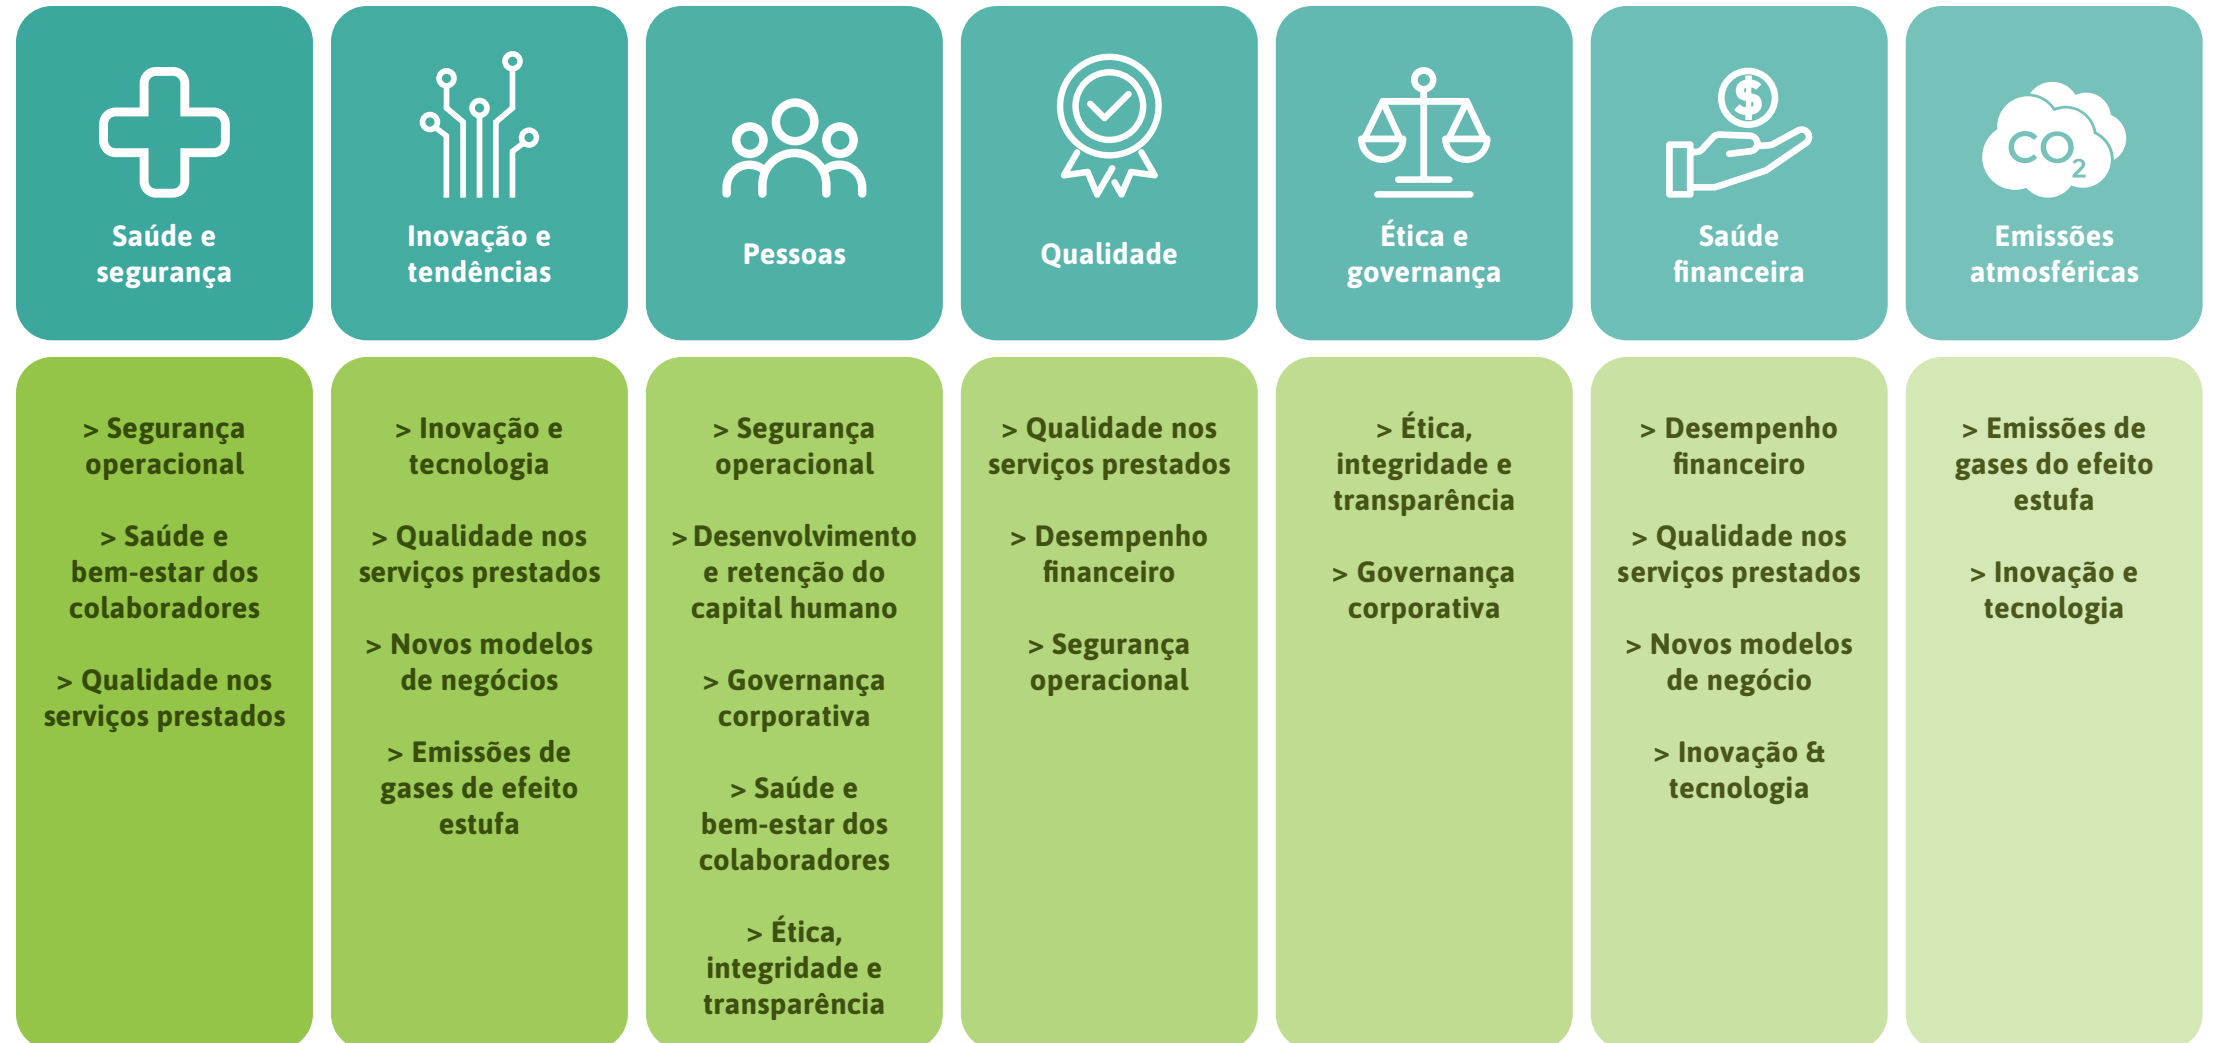 Saúde e
segurança
Inovação e
tendências
Pessoas
Qualidade
Ética e
governança
Saúde
financeira
CO2
Emissões
atmosféricas
> Segurança
operacional
> Saúde e
bem-estar dos
colaboradores
> Qualidade nos
serviços prestados
> Inovação e
tecnologia
> Qualidade nos
serviços prestados
> Novos modelos
de negócios
> Emissões de
gases de efeito
estufa
> Segurança
operacional
> Desenvolvimento
e retenção do
capital humano
> Governança
corporativa
> Saúde e
bem-estar dos
colaboradores
> Ética,
integridade e
transparência
> Qualidade nos
serviços prestados
> Desempenho
financeiro
> Segurança
operacional
> Ética,
integridade e
transparência
> Governança
corporativa
> Desempenho
financeiro
> Qualidade nos
serviços prestados
> Novos modelos
de negócio
> Inovação &
tecnologia
> Emissões de
gases do efeito
estufa
> Inovação e
tecnologia